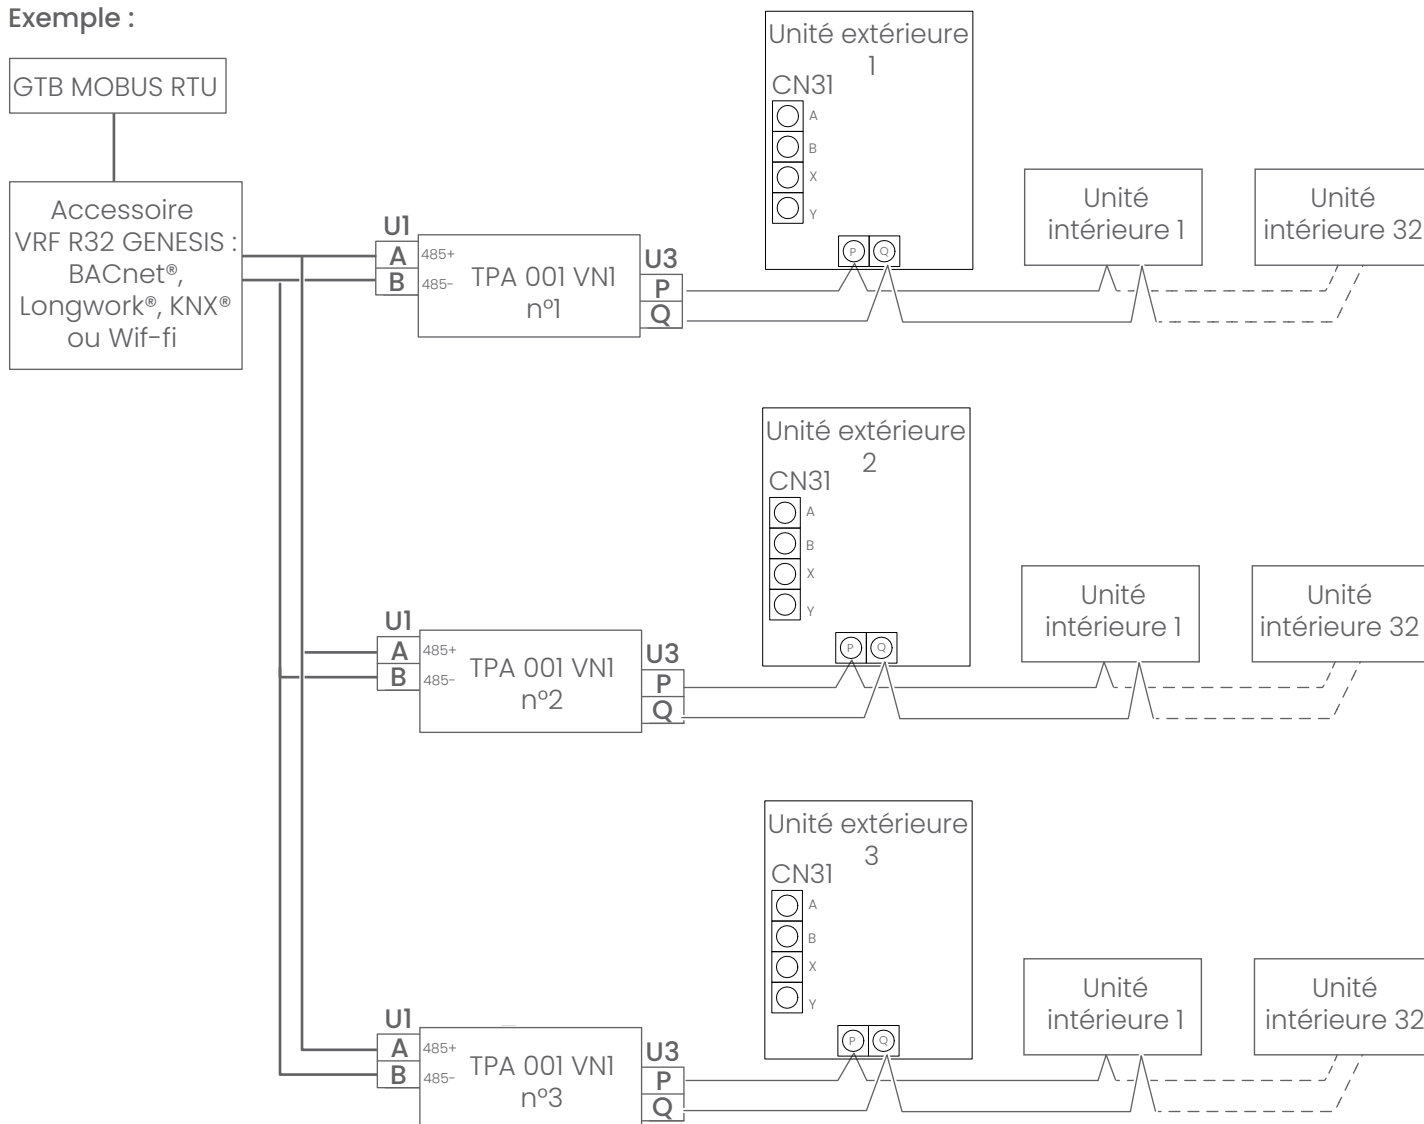 Exemple :
GTB MOBUS RTU
Accessoire
VRF R32 GENESIS :
BACnet®,
Longwork®, KNX®
ou Wif-fi
U1
A 485+
B 485-
TPA 001 VN1
n°1
U3
P
Q
Unité extérieure
1
CN31
A
B
X
Y
P Q
Unité
intérieure 1
Unité
intérieure 32
U1
A 485+
B 485-
TPA 001 VN1
n°2
U3
P
Q
Unité extérieure
2
CN31
A
B
X
Y
P Q
Unité
intérieure 1
Unité
intérieure 32
U1
A 485+
B 485-
TPA 001 VN1
n°3
U3
P
Q
Unité extérieure
3
CN31
A
B
X
Y
P Q
Unité
intérieure 1
Unité
intérieure 32